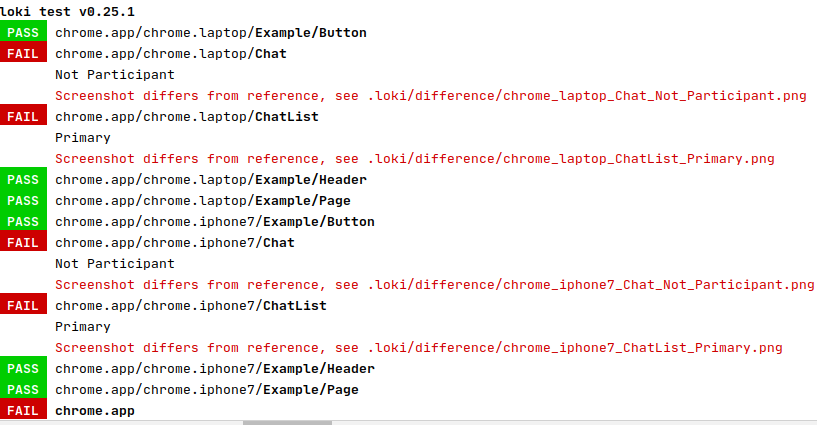 loki test v0.25.1
PASS chrome.app/chrome.laptop/Example/Button
FAIL chrome.app/chrome.laptop/Chat
Not Participant
Screenshot differs from reference, see .loki/difference/chrome_laptop_Chat_Not_Participant.png
FAIL chrome.app/chrome.laptop/ChatList
Primary
Screenshot differs from reference, see .loki/difference/chrome_laptop_ChatList_Primary.png
PASS chrome.app/chrome.laptop/Example/Header
PASS chrome.app/chrome.laptop/Example/Page
PASS chrome.app/chrome.iphone7/Example/Button
FAIL chrome.app/chrome.iphone7/Chat
Not Participant
Screenshot differs from reference, see .loki/difference/chrome_iphone7_Chat_Not_Participant.png
FAIL chrome.app/chrome.iphone7/ChatList
Primary
Screenshot differs from reference, see .loki/difference/chrome_iphone7_ChatList_Primary.png
PASS chrome.app/chrome.iphone7/Example/Header
PASS chrome.app/chrome.iphone7/Example/Page
FAIL chrome.app